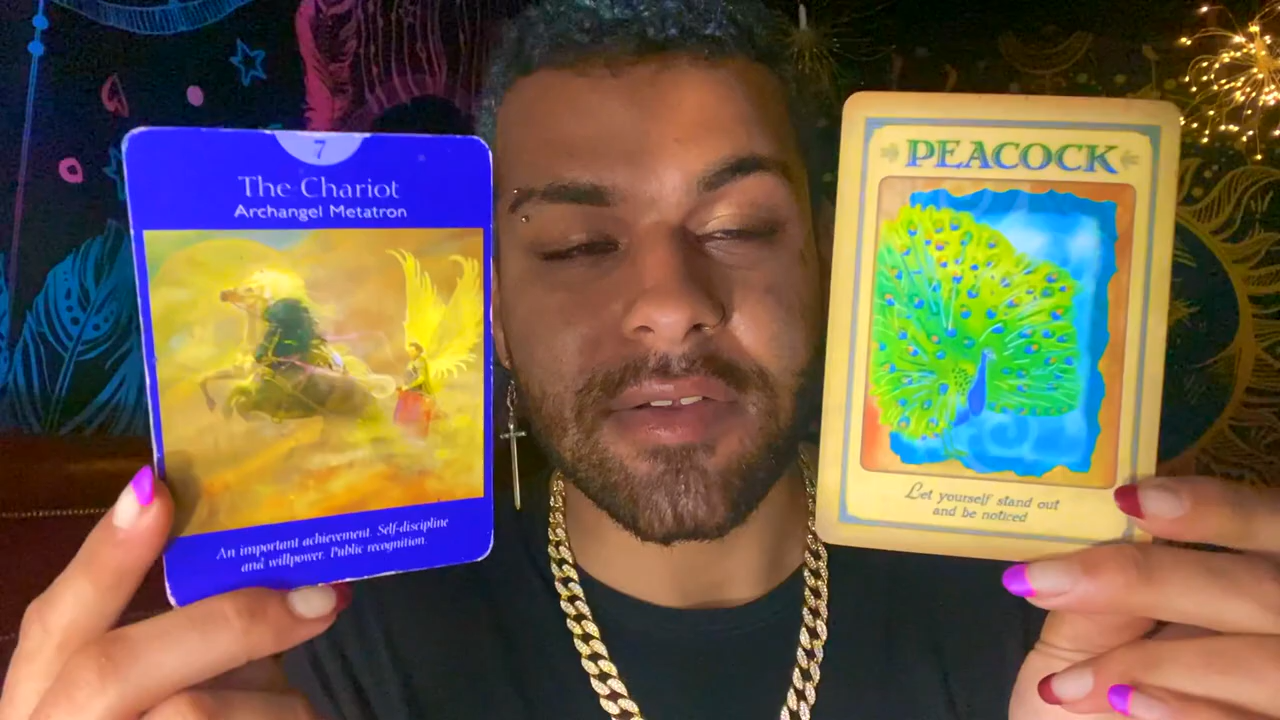 7
The Chariot
Archangel Metatron
An important achievement. Self-discipline
and willpower. Public recognition.
PEACOCK
Let yourself stand out
and be noticed